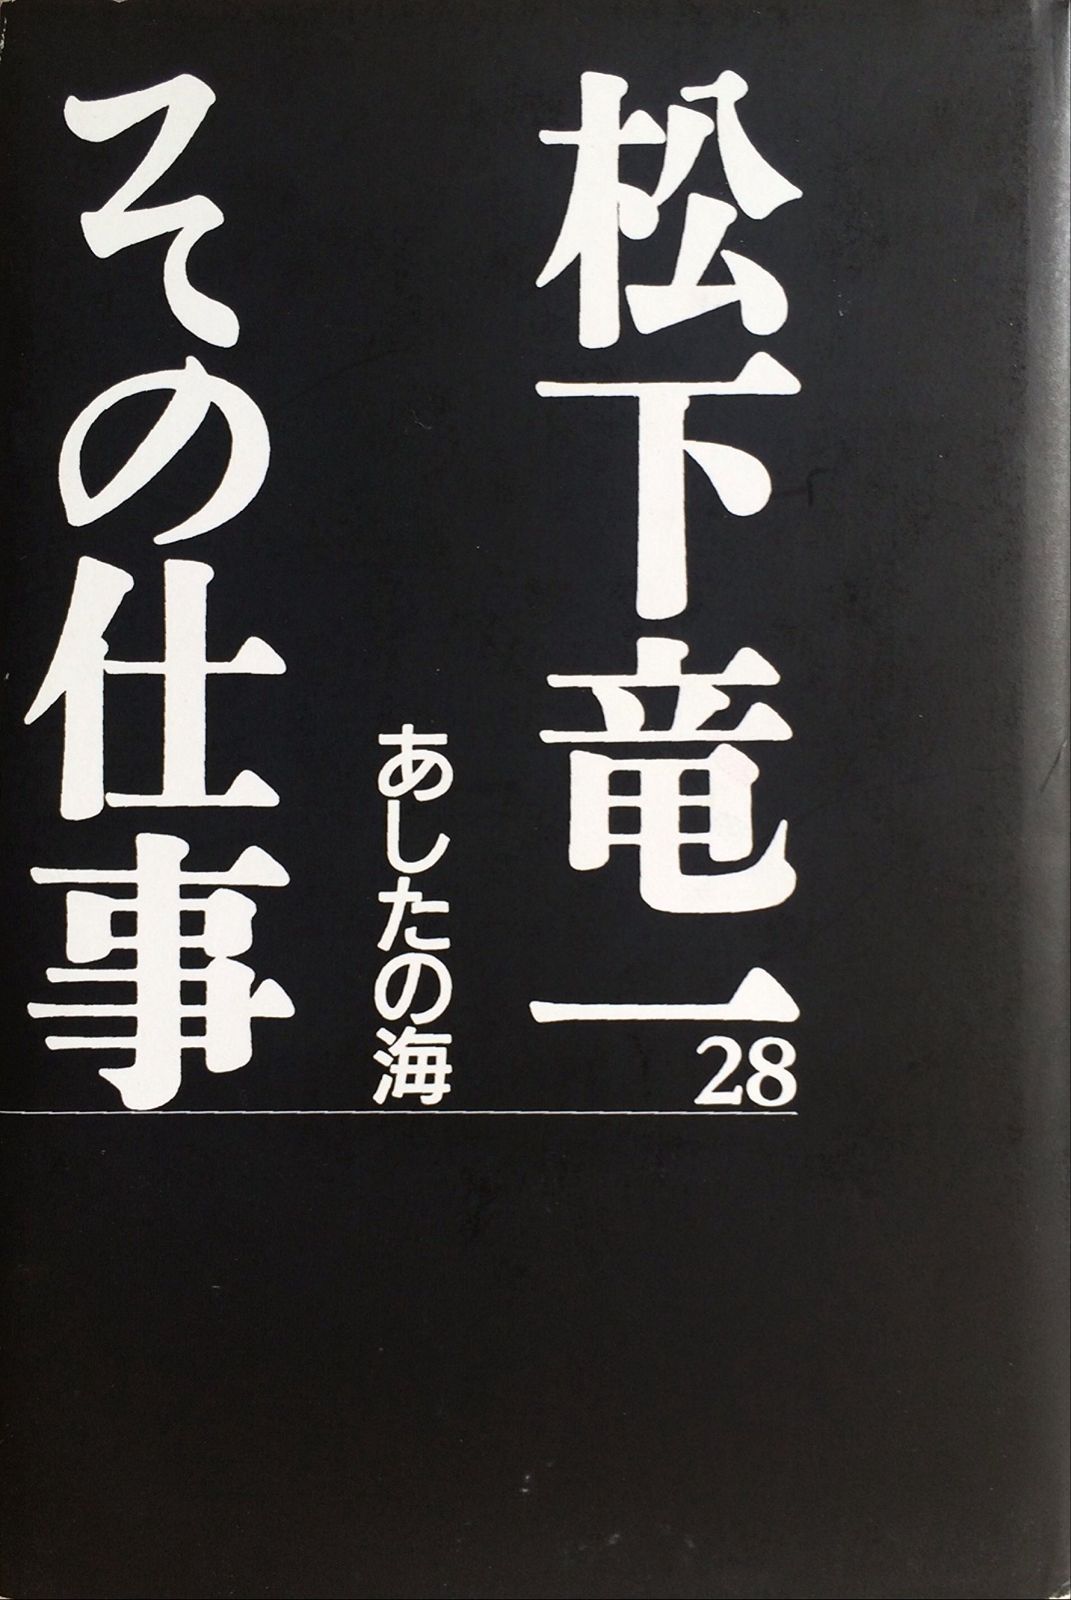 松下竜一
28
あしたの海
その仕事